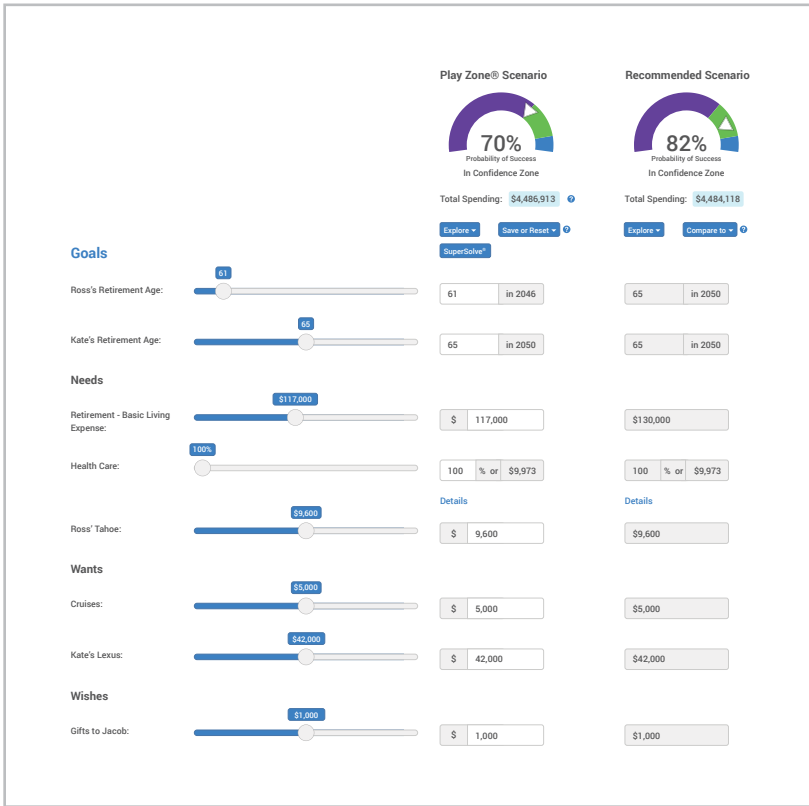 Play Zone® Scenario
Recommended Scenario
70%
Probability of Success
In Confidence Zone
82%
Probability of Success
In Confidence Zone
Total Spending: $4,486,913 ?
Total Spending: $4,484,118
Explore Save or Reset ?
Explore Compare to ?
SuperSolve®
Goals
61
Ross's Retirement Age: 61 in 2046 65 in 2050
65
Kate's Retirement Age: 65 in 2050 65 in 2050
Needs
$117,000
Retirement - Basic Living
Expense:
$ 117,000 $130,000
100%
Health Care: 100 % or $9,973 100 % or $9,973
Details Details
$9,600
Ross' Tahoe: $ 9,600 $9,600
Wants
$5,000
Cruises: $ 5,000 $5,000
$42,000
Kate's Lexus: $ 42,000 $42,000
Wishes
$1,000
Gifts to Jacob: $ 1,000 $1,000